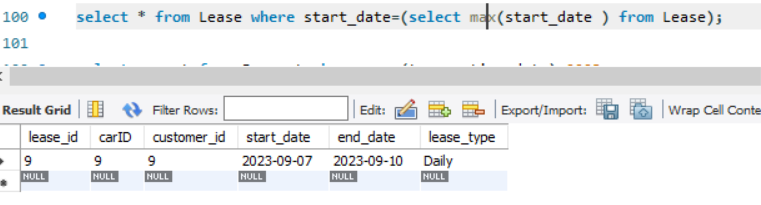 100 select * from Lease where start_date=(select max(start_date ) from Lease);
101
Result Grid Filter Rows: Edit: Export/Import: Wrap Cell Conte
lease_id carID customer_id start_date end_date lease_type
9 9 9 2023-09-07 2023-09-10 Daily
NULL NULL NULL NULL NULL NULL